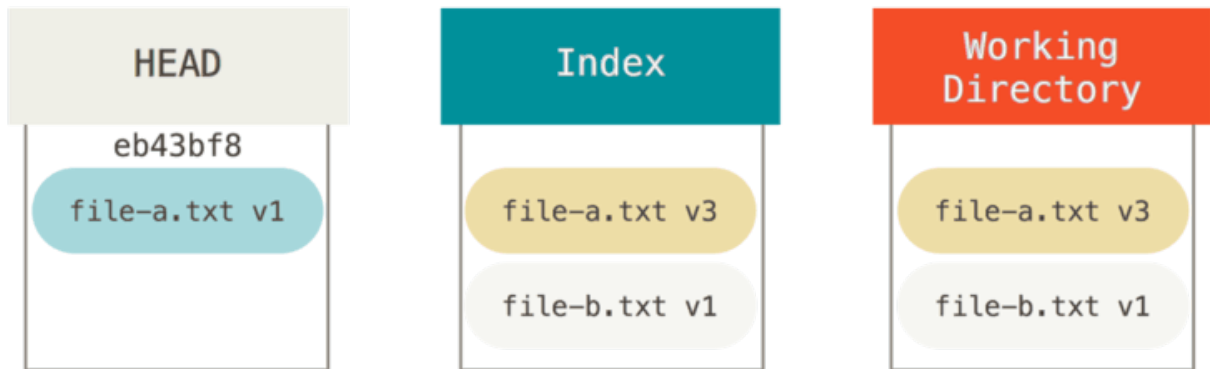 HEAD
Index
Working
Directory
eb43bf8
file-a.txt v1
file-a.txt v3
file-a.txt v3
file-b.txt v1
file-b.txt v1